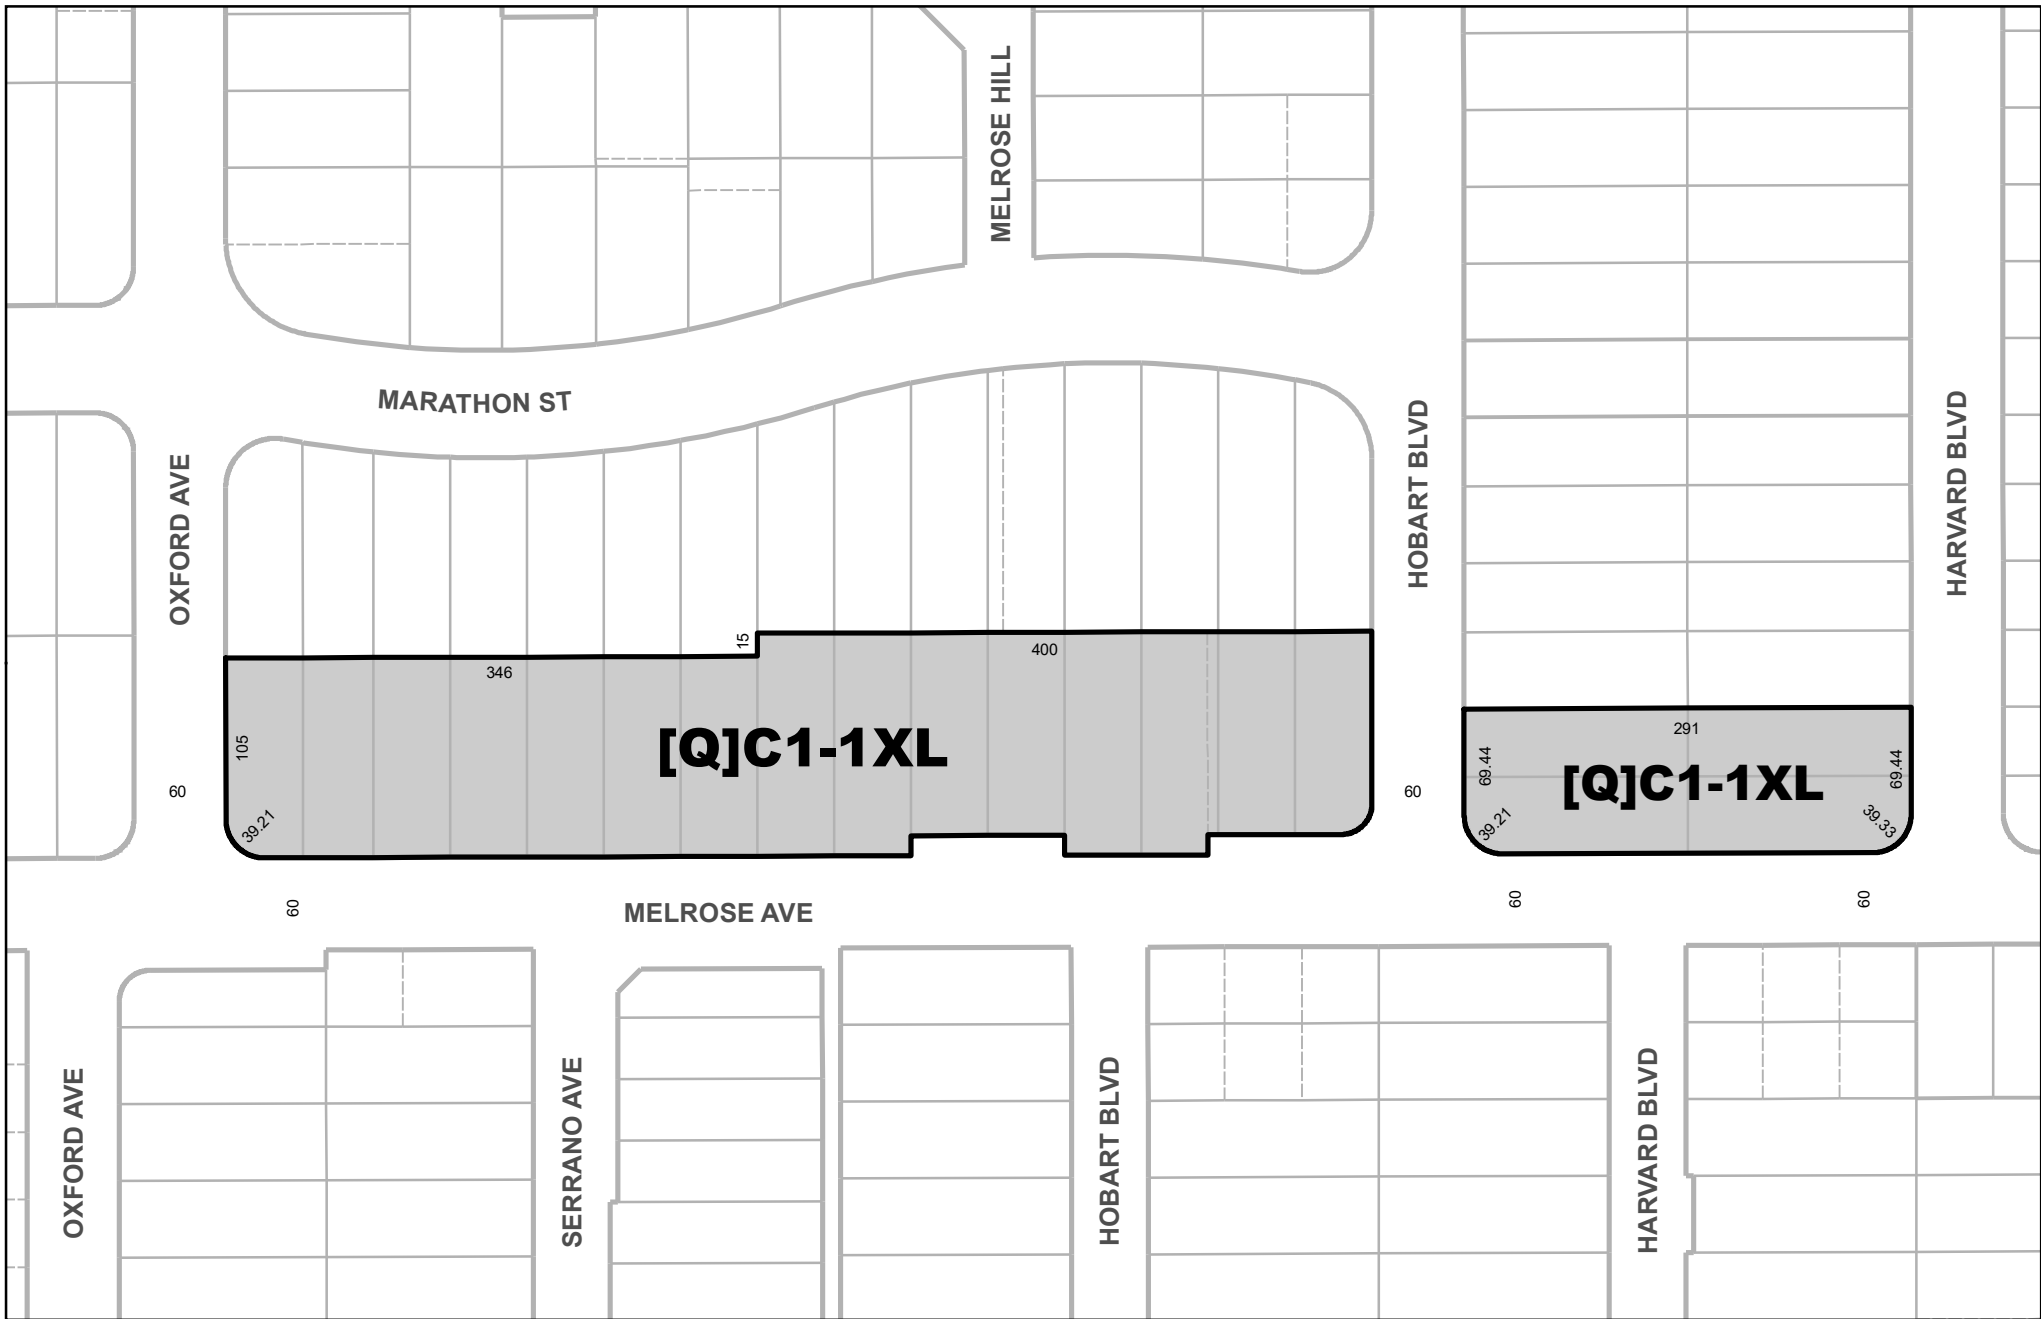 MELROSE HILL
MARATHON ST
OXFORD AVE
HOBART BLVD
HARVARD BLVD
15
346
400
291
105
[Q]C1-1XL
69.44
[Q]C1-1XL
69.44
60
60
39.21
39.21
39.33
60
MELROSE AVE
60
60
OXFORD AVE
SERRANO AVE
HOBART BLVD
HARVARD BLVD